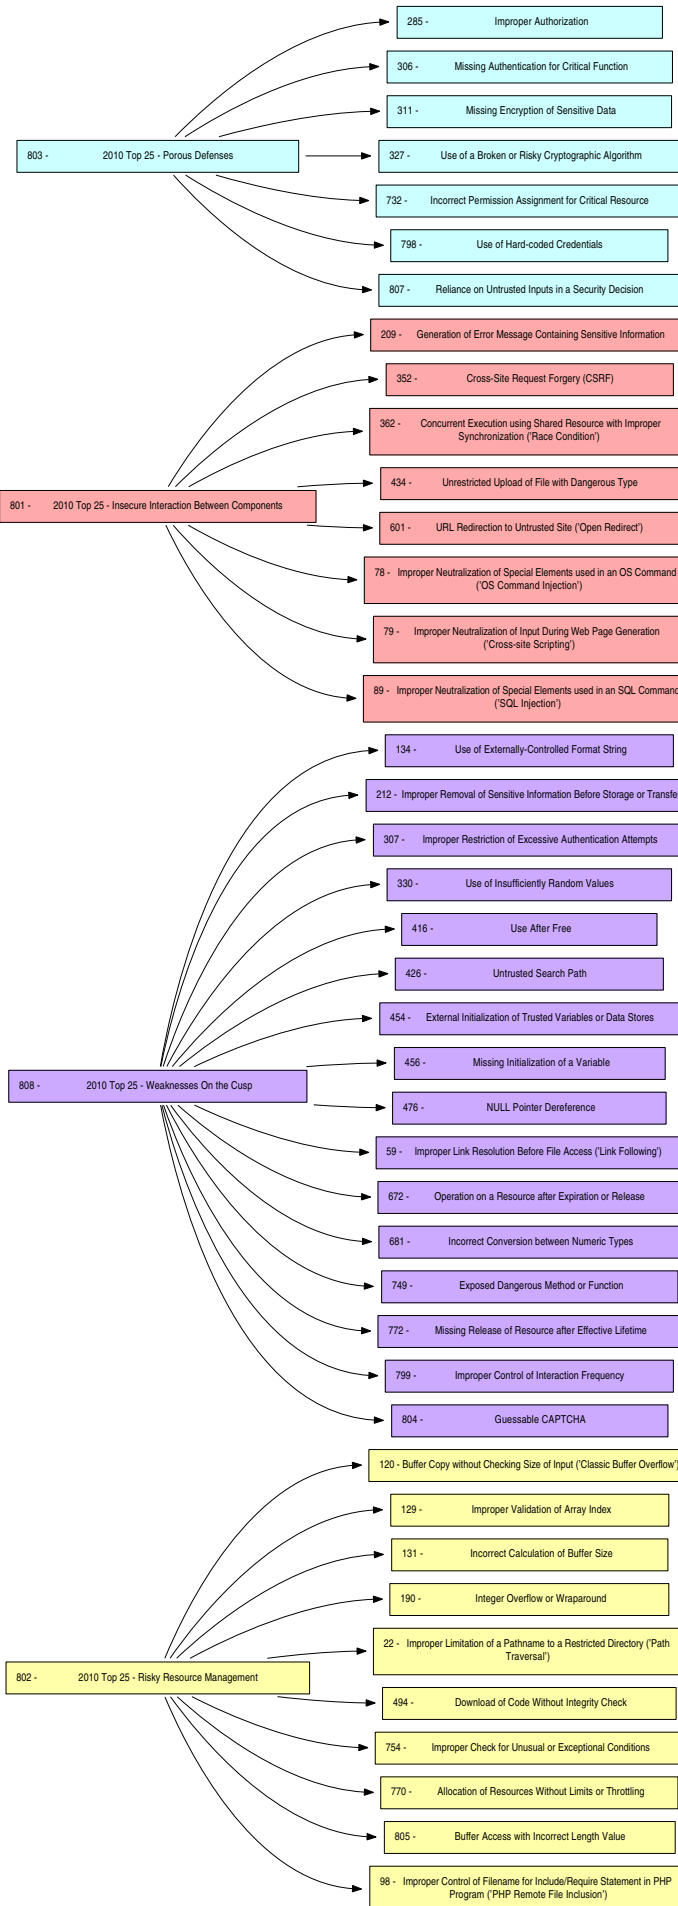 285 - Improper Authorization
306 - Missing Authentication for Critical Function
311 - Missing Encryption of Sensitive Data
803 - 2010 Top 25 - Porous Defenses
327 - Use of a Broken or Risky Cryptographic Algorithm
732 - Incorrect Permission Assignment for Critical Resource
798 - Use of Hard-coded Credentials
807 - Reliance on Untrusted Inputs in a Security Decision
209 - Generation of Error Message Containing Sensitive Information
352 - Cross-Site Request Forgery (CSRF)
362 - Concurrent Execution using Shared Resource with Improper
Synchronization ('Race Condition')
434 - Unrestricted Upload of File with Dangerous Type
801 - 2010 Top 25 - Insecure Interaction Between Components
601 - URL Redirection to Untrusted Site ('Open Redirect')
78 - Improper Neutralization of Special Elements used in an OS Command
('OS Command Injection')
79 - Improper Neutralization of Input During Web Page Generation
('Cross-site Scripting')
89 - Improper Neutralization of Special Elements used in an SQL Command
('SQL Injection')
134 - Use of Externally-Controlled Format String
212 - Improper Removal of Sensitive Information Before Storage or Transfer
307 - Improper Restriction of Excessive Authentication Attempts
330 - Use of Insufficiently Random Values
416 - Use After Free
426 - Untrusted Search Path
454 - External Initialization of Trusted Variables or Data Stores
456 - Missing Initialization of a Variable
808 - 2010 Top 25 - Weaknesses On the Cusp
476 - NULL Pointer Dereference
59 - Improper Link Resolution Before File Access ('Link Following')
672 - Operation on a Resource after Expiration or Release
681 - Incorrect Conversion between Numeric Types
749 - Exposed Dangerous Method or Function
772 - Missing Release of Resource after Effective Lifetime
799 - Improper Control of Interaction Frequency
804 - Guessable CAPTCHA
120 - Buffer Copy without Checking Size of Input ('Classic Buffer Overflow')
129 - Improper Validation of Array Index
131 - Incorrect Calculation of Buffer Size
190 - Integer Overflow or Wraparound
22 - Improper Limitation of a Pathname to a Restricted Directory ('Path
Traversal')
802 - 2010 Top 25 - Risky Resource Management
494 - Download of Code Without Integrity Check
754 - Improper Check for Unusual or Exceptional Conditions
770 - Allocation of Resources Without Limits or Throttling
805 - Buffer Access with Incorrect Length Value
98 - Improper Control of Filename for Include/Require Statement in PHP
Program ('PHP Remote File Inclusion')